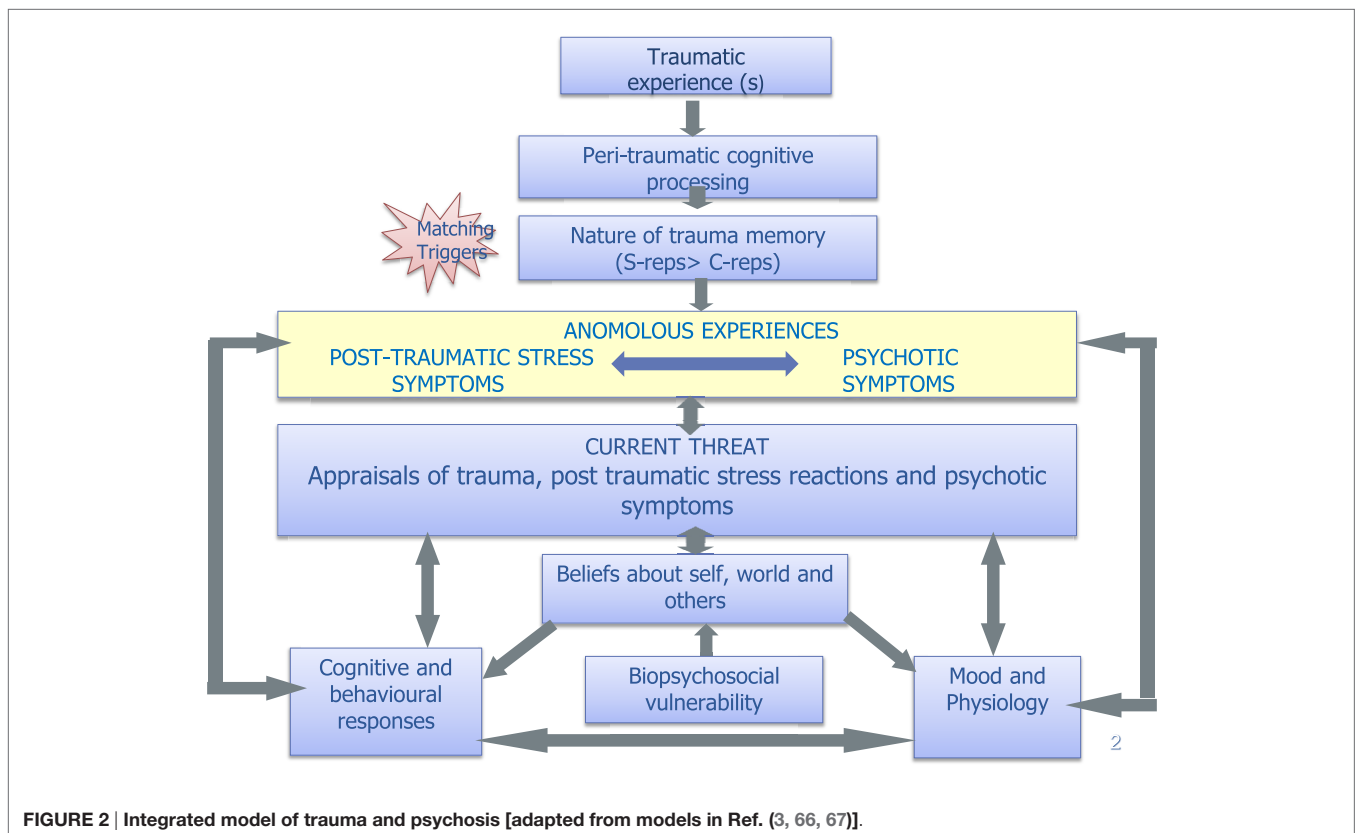 Traumatic
experience (s)
Peri-traumatic cognitive
processing
Matching
Triggers
Nature of trauma memory
(S-reps> C-reps)
ANOMOLOUS EXPERIENCES
POST-TRAUMATIC STRESS
SYMPTOMS
PSYCHOTIC
SYMPTOMS
CURRENT THREAT
Appraisals of trauma, post traumatic stress reactions and psychotic
symptoms
Beliefs about self, world and
others
Cognitive and
behavioural
responses
Biopsychosocial
vulnerability
Mood and
Physiology
2
FIGURE 2 | Integrated model of trauma and psychosis [adapted from models in Ref. (3, 66, 67)].